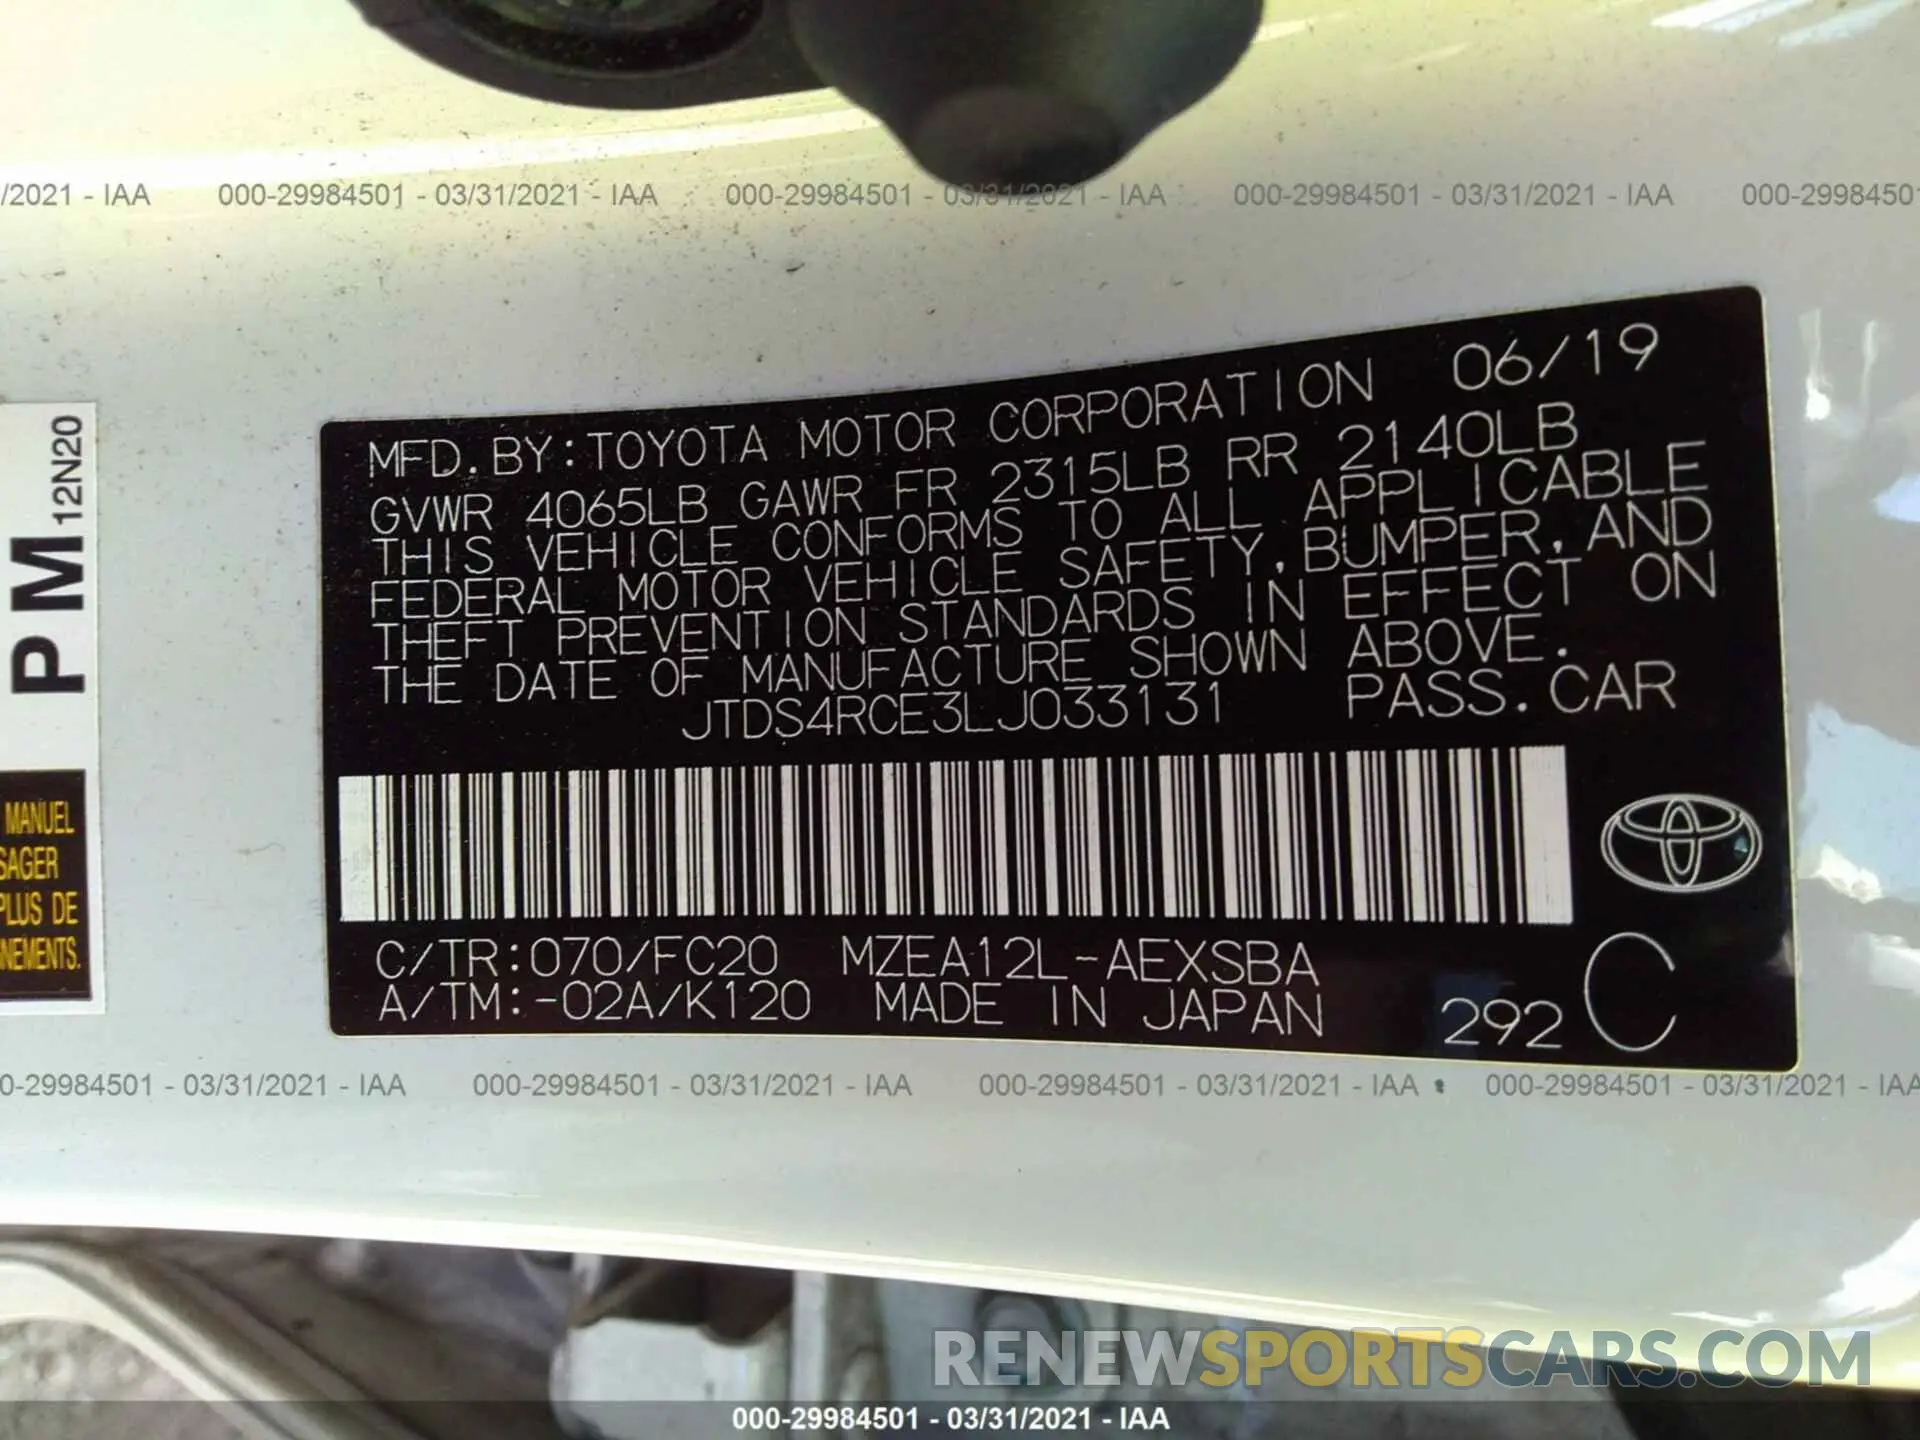 /2021 - IAA 000-29984501 - 03/31/2021 - IAA 000-29984501 - 03/31/2021 - IAA 000-29984501 - 03/31/2021 - IAA 000-2998450
MFD. BY: TOYOTA MOTOR CORPORATION 06/19
GVWR 4065LB GAWR FR 2315LB RR 2140LB
THIS VEHICLE CONFORMS TO ALL APPLICABLE
FEDERAL MOTOR VEHICLE SAFETY, BUMPER, AND
THEFT PREVENTION STANDARDS IN EFFECT ON
THE DATE OF MANUFACTURE SHOWN ABOVE.
JTDS4RCE3LJ033131 PASS. CAR
C/TR: 070/FC20 MZEA12L-AEXSBA
A/TM: -02A/K120 MADE IN JAPAN 292 C
PM 12N20
MANUEL
SAGER
PLUS DE
NEMENTS.
0-29984501 - 03/31/2021 - IAA 000-29984501 - 03/31/2021 - IAA 000-29984501 - 03/31/2021 - IAA 000-29984501 - 03/31/2021 - IAA
RENEWSPORTSCARS.COM
000-29984501 - 03/31/2021 - IAA